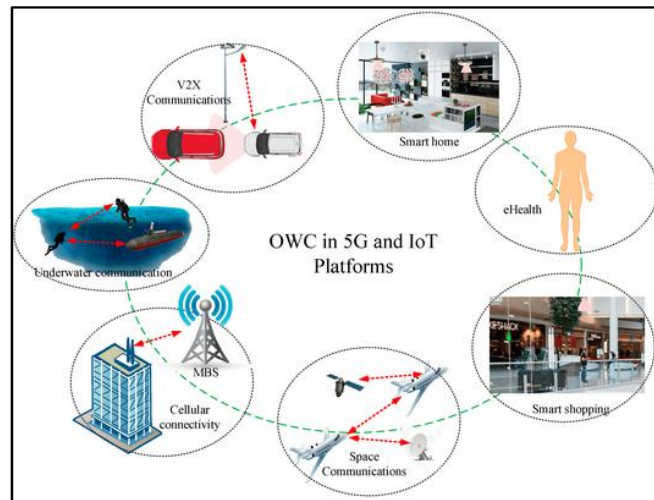 V2X
Communications
Smart home
eHealth
Underwater communication
OWC in 5G and IoT
Platforms
MBS
Cellular
connectivity
Space
Communications
Smart shopping